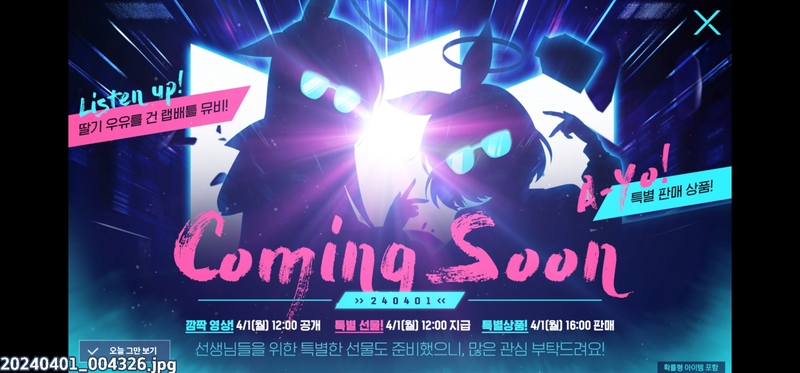 Listen up!
딸기 우유를 건 랩배틀 뮤비!
A-Yo!
특별 판매 상품!
Coming Soon
>> 240401 <<
깜짝 영상! 4/1(월) 12:00 공개 특별 선물! 4/1(월) 12:00 지급 특별상품! 4/1(월) 16:00 판매
선생님들을 위한 특별한 선물도 준비했으니, 많은 관심 부탁드려요!
오늘 그만 보기
확률형 아이템 포함
20240401_004326.jpg